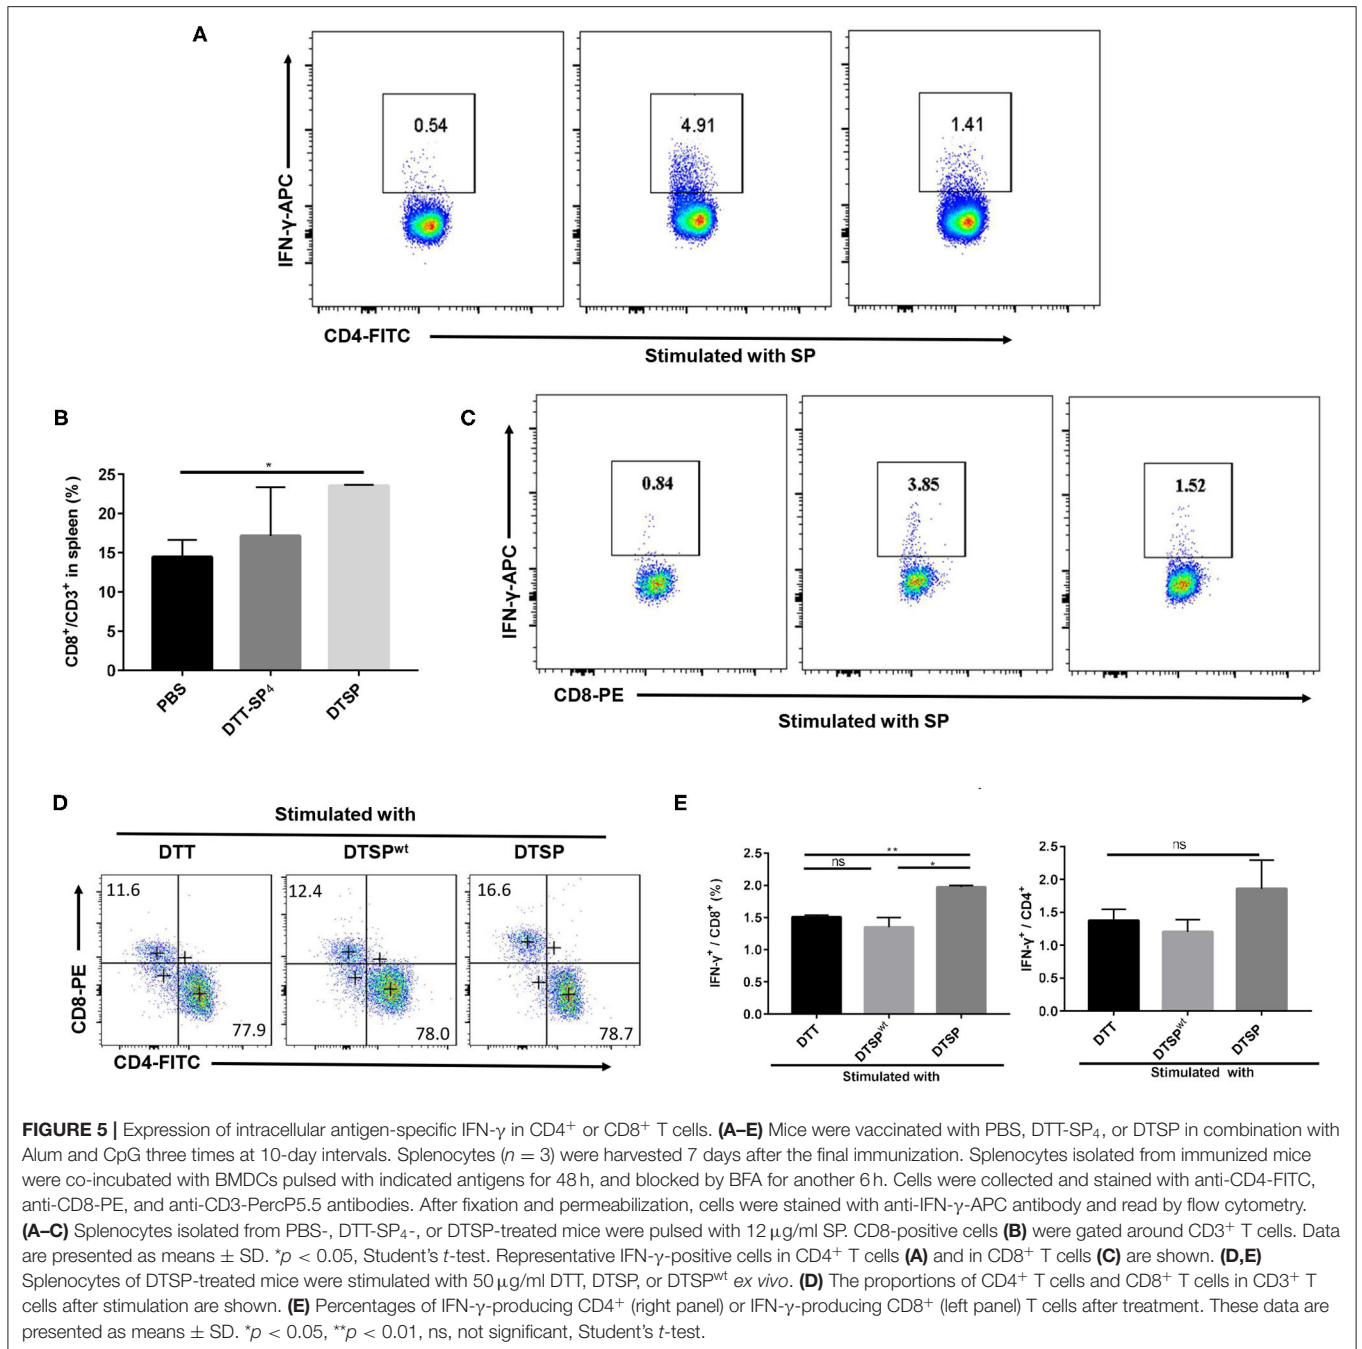 A
0.54
4.91
1.41
IFN-γ-APC
CD4-FITC
Stimulated with SP
B
*
CD8⁺/CD3⁺ in spleen (%)
25
20
15
10
5
0
PBS
DTT-SP₄
DTSP
C
0.84
3.85
1.52
IFN-γ-APC
CD8-PE
Stimulated with SP
D
Stimulated with
DTT
DTSPʷᵗ
DTSP
11.6
12.4
16.6
77.9
78.0
78.7
CD8-PE
CD4-FITC
E
**
ns
*
IFN-γ⁺ / CD8⁺ (%)
2.5
2.0
1.5
1.0
0.5
0.0
DTT
DTSPᵂᵗ
DTSP
Stimulated with
ns
IFN-γ⁺ / CD4⁺
2.5
2.0
1.5
1.0
0.5
0.0
DTT
DTSPʷᵗ
DTSP
Stimulated with
FIGURE 5 | Expression of intracellular antigen-specific IFN-γ in CD4⁺ or CD8⁺ T cells. (A–E) Mice were vaccinated with PBS, DTT-SP₄, or DTSP in combination with
Alum and CpG three times at 10-day intervals. Splenocytes (n = 3) were harvested 7 days after the final immunization. Splenocytes isolated from immunized mice
were co-incubated with BMDCs pulsed with indicated antigens for 48 h, and blocked by BFA for another 6 h. Cells were collected and stained with anti-CD4-FITC,
anti-CD8-PE, and anti-CD3-PercP5.5 antibodies. After fixation and permeabilization, cells were stained with anti-IFN-γ-APC antibody and read by flow cytometry.
(A–C) Splenocytes isolated from PBS-, DTT-SP₄-, or DTSP-treated mice were pulsed with 12 μg/ml SP. CD8-positive cells (B) were gated around CD3⁺ T cells. Data
are presented as means ± SD. *p < 0.05, Student's t-test. Representative IFN-γ-positive cells in CD4⁺ T cells (A) and in CD8⁺ T cells (C) are shown. (D,E)
Splenocytes of DTSP-treated mice were stimulated with 50 μg/ml DTT, DTSP, or DTSPʷᵗ ex vivo. (D) The proportions of CD4⁺ T cells and CD8⁺ T cells in CD3⁺ T
cells after stimulation are shown. (E) Percentages of IFN-γ-producing CD4⁺ (right panel) or IFN-γ-producing CD8⁺ (left panel) T cells after treatment. These data are
presented as means ± SD. *p < 0.05, **p < 0.01, ns, not significant, Student's t-test.